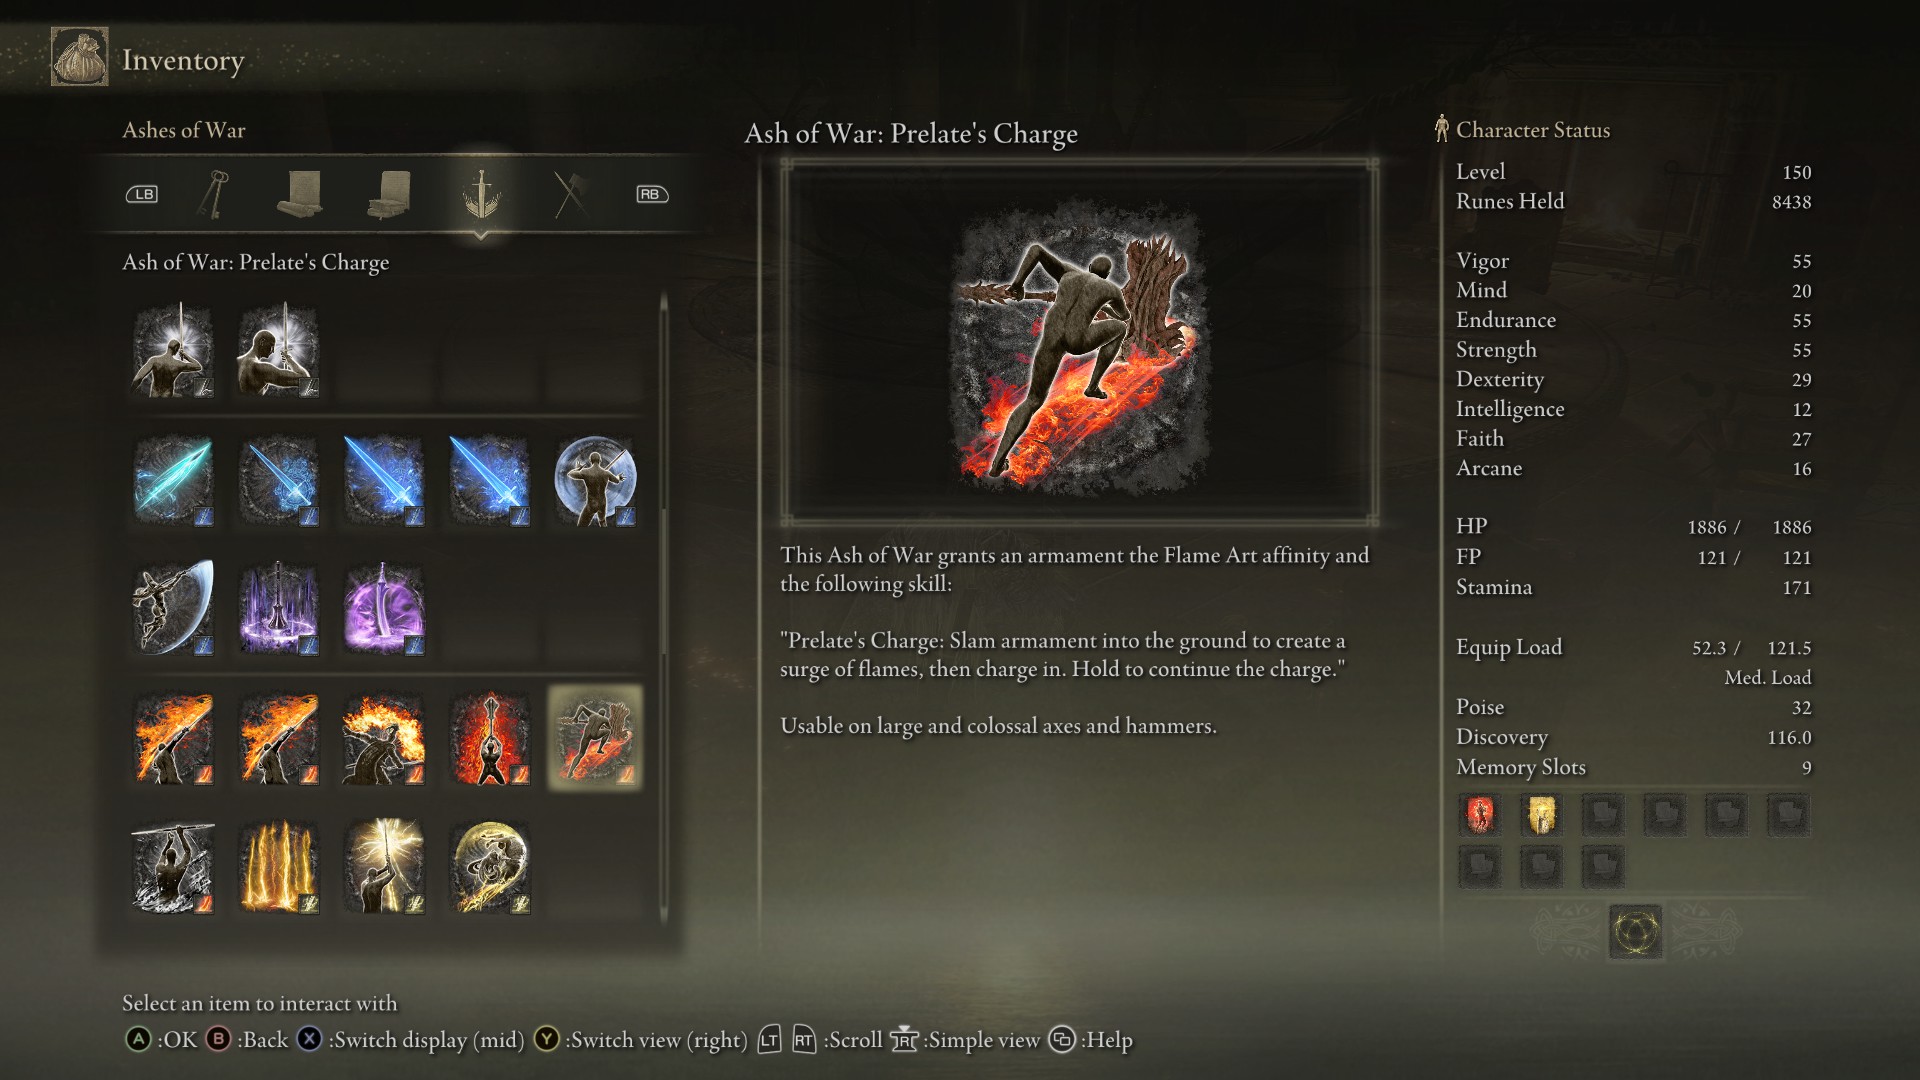 Inventory
Ashes of War
LB
RB
Ash of War: Prelate's Charge
Ash of War: Prelate's Charge
This Ash of War grants an armament the Flame Art affinity and
the following skill:
"Prelate's Charge: Slam armament into the ground to create a
surge of flames, then charge in. Hold to continue the charge."
Usable on large and colossal axes and hammers.
Character Status
Level 150
Runes Held 8438
Vigor 55
Mind 20
Endurance 55
Strength 55
Dexterity 29
Intelligence 12
Faith 27
Arcane 16
HP 1886 / 1886
FP 121 / 121
Stamina 171
Equip Load 52.3 / 121.5
Med. Load
Poise 32
Discovery 116.0
Memory Slots 9
Select an item to interact with
A :OK B :Back X :Switch display (mid) Y :Switch view (right) LT RT :Scroll R :Simple view :Help